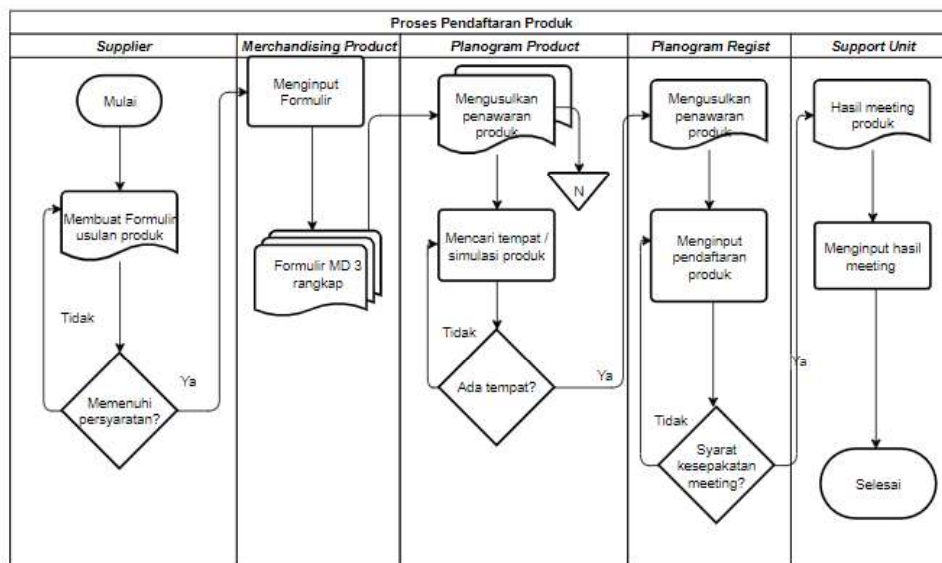 Proses Pendaftaran Produk
Supplier
Merchandising Product
Planogram Product
Planogram Regist
Support Unit
Mulai
Membuat Formulir
usulan produk
Tidak
Ya
Memenuhi
persyaratan?
Menginput
Formulir
Formulir MD 3
rangkap
Mengusulkan
penawaran
produk
N
Mencari tempat /
simulasi produk
Tidak
Ada tempat?
Ya
Mengusulkan
penawaran
produk
Menginput
pendaftaran
produk
Tidak
Syarat
kesepakatan
meeting?
Ya
Hasil meeting
produk
Menginput hasil
meeting
Selesai